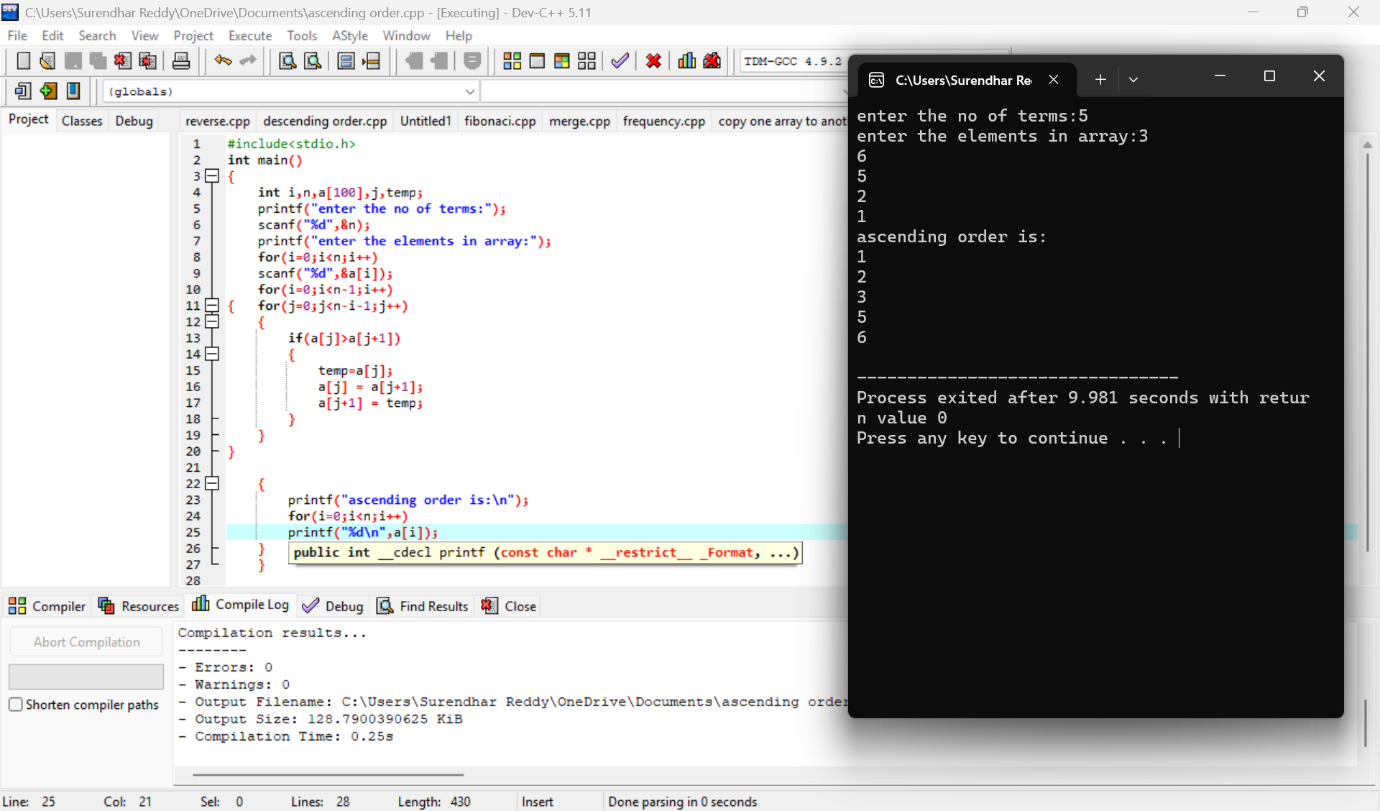 C:\Users\Surendhar Reddy\OneDrive\Documents\ascending order.cpp - [Executing] - Dev-C++ 5.11
File Edit Search View Project Execute Tools AStyle Window Help
TDM-GCC 4.9.2
(globals)
Project Classes Debug
reverse.cpp descending order.cpp Untitled1 fibonaci.cpp merge.cpp frequency.cpp copy one array to anot
1 #include<stdio.h>
2 int main()
3 {
4 int i,n,a[100],j,temp;
5 printf("enter the no of terms:");
6 scanf("%d",&n);
7 printf("enter the elements in array:");
8 for(i=0;i<n;i++)
9 scanf("%d",&a[i]);
10 for(i=0;i<n-1;i++)
11 { for(j=0;j<n-i-1;j++)
12 {
13 if(a[j]>a[j+1])
14 {
15 temp=a[j];
16 a[j] = a[j+1];
17 a[j+1] = temp;
18 }
19 }
20 }
21
22 {
23 printf("ascending order is:\n");
24 for(i=0;i<n;i++)
25 printf("%d\n",a[i]);
26 }
public int __cdecl printf (const char * __restrict__ _Format, ...)
27 }
28
C:\Users\Surendhar Re
enter the no of terms:5
enter the elements in array:3
6
5
2
1
ascending order is:
1
2
3
5
6
--------------------------------
Process exited after 9.981 seconds with retur
n value 0
Press any key to continue . . .
Compiler Resources Compile Log Debug Find Results Close
Abort Compilation
Shorten compiler paths
Compilation results...
--------
- Errors: 0
- Warnings: 0
- Output Filename: C:\Users\Surendhar Reddy\OneDrive\Documents\ascending order
- Output Size: 128.7900390625 KiB
- Compilation Time: 0.25s
Line: 25 Col: 21 Sel: 0 Lines: 28 Length: 430 Insert Done parsing in 0 seconds